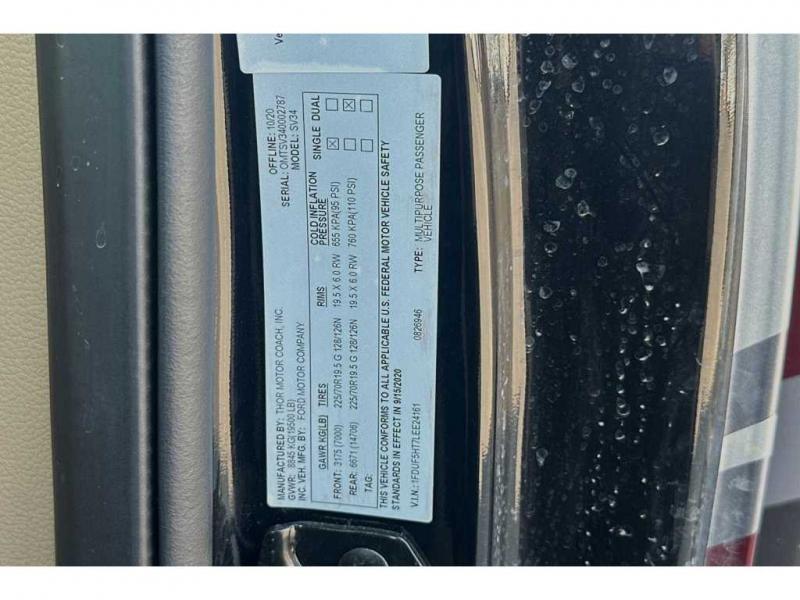 Ve
MANUFACTURED BY: THOR MOTOR COACH, INC. OFFLINE: 10/20
GVWR: 8845 KG(19500 LB) SERIAL: OMTSV340002787
INC. VEH. MFG. BY: FORD MOTOR COMPANY MODEL: SV34
GAWR KG(LB) TIRES RIMS COLD INFLATION PRESSURE SINGLE DUAL
FRONT: 3175 (7000) 225/70R19.5 G 128/126N 19.5 X 6.0 RW 655 KPA(95 PSI) ☒ ☐
REAR: 6671 (14706) 225/70R19.5 G 128/126N 19.5 X 6.0 RW 760 KPA(110 PSI) ☐ ☒
TAG: ☐ ☐
THIS VEHICLE CONFORMS TO ALL APPLICABLE U.S. FEDERAL MOTOR VEHICLE SAFETY
STANDARDS IN EFFECT ON 9/15/2020
V.I.N.: 1FDUF5HT7LEE24161 0826946 TYPE: MULTIPURPOSE PASSENGER
VEHICLE